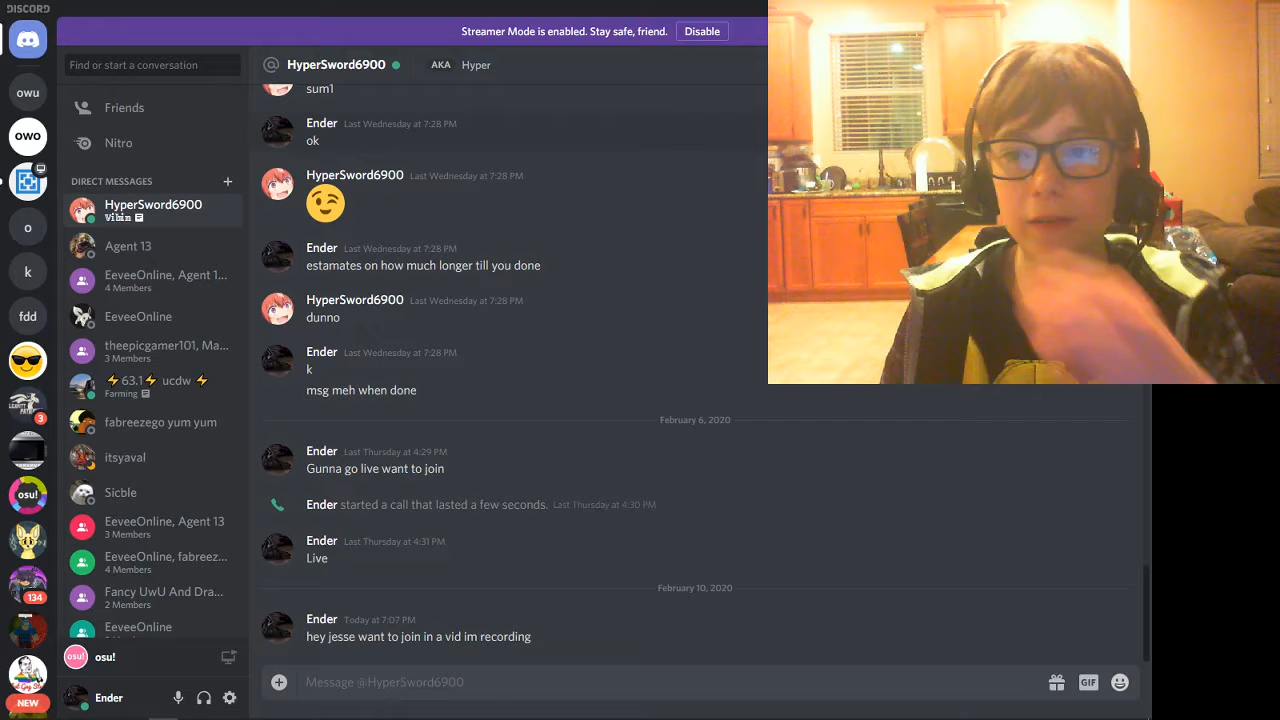 DISCORD
Streamer Mode is enabled. Stay safe, friend.
Disable
Find or start a conversation
HyperSword6900
AKA Hyper
owu
owo
o
k
fdd
3
osu!
134
NEW
Friends
Nitro
DIRECT MESSAGES
HyperSword6900
Vibin
Agent 13
EeveeOnline, Agent 1...
4 Members
EeveeOnline
theepicgamer101, Ma...
3 Members
⚡63.1⚡ ucdw ⚡
Farming
fabreezego yum yum
itsyaval
Sicble
EeveeOnline, Agent 13
3 Members
EeveeOnline, fabreez...
4 Members
Fancy UwU And Dra...
2 Members
EeveeOnline
osu! osu!
Ender
sum1
Ender Last Wednesday at 7:28 PM
ok
HyperSword6900 Last Wednesday at 7:28 PM
😉
Ender Last Wednesday at 7:28 PM
estamates on how much longer till you done
HyperSword6900 Last Wednesday at 7:28 PM
dunno
Ender Last Wednesday at 7:28 PM
k
msg meh when done
February 6, 2020
Ender Last Thursday at 4:29 PM
Gunna go live want to join
Ender started a call that lasted a few seconds. Last Thursday at 4:30 PM
Ender Last Thursday at 4:31 PM
Live
February 10, 2020
Ender Today at 7:07 PM
hey jesse want to join in a vid im recording
Message @HyperSword6900
GIF